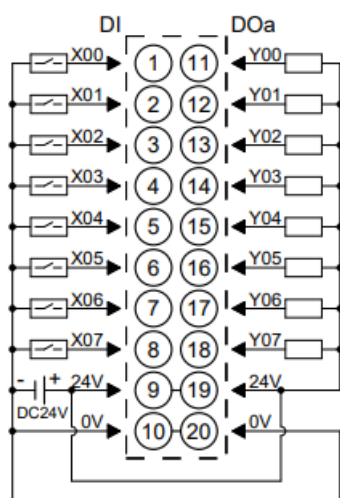 DI DOa
X00 1 11 Y00
X01 2 12 Y01
X02 3 13 Y02
X03 4 14 Y03
X04 5 15 Y04
X05 6 16 Y05
X06 7 17 Y06
X07 8 18 Y07
- + 24V 9 19 24V
DC24V 0V 10 20 0V